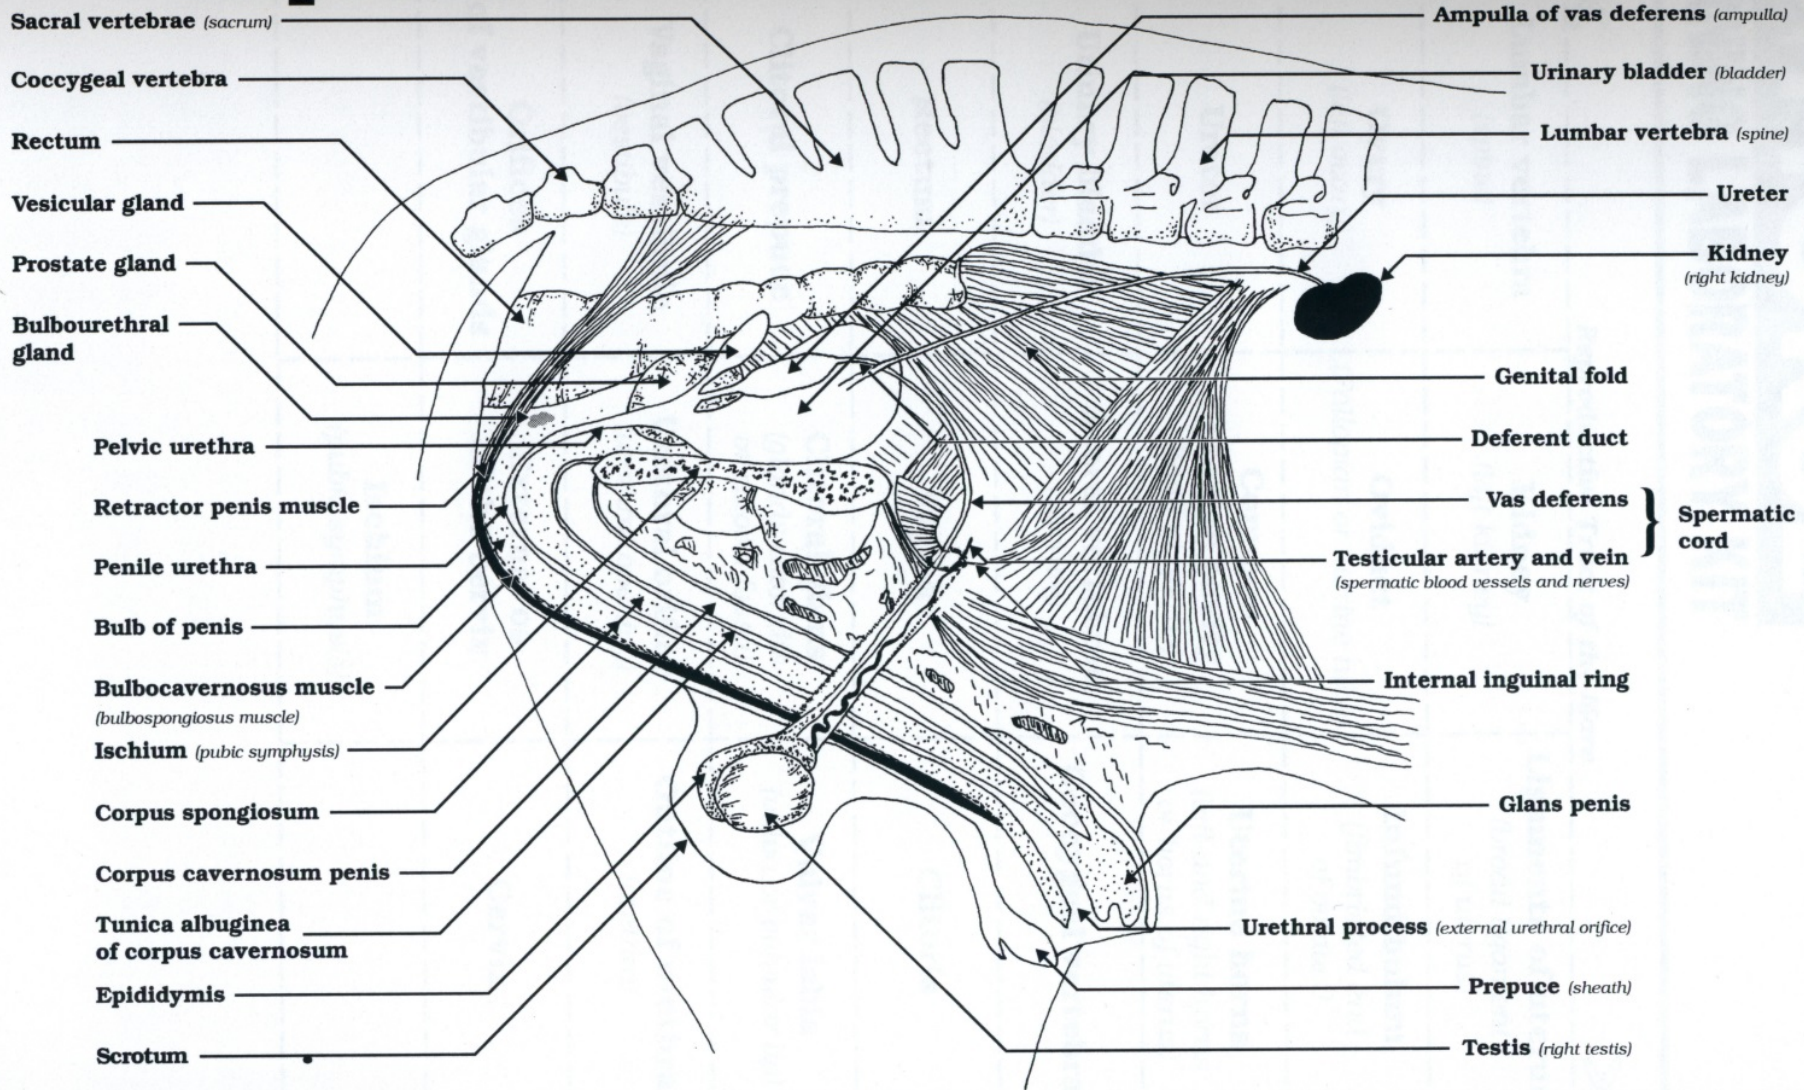 Sacral vertebrae (sacrum)
Coccygeal vertebra
Rectum
Vesicular gland
Prostate gland
Bulbourethral
gland
Pelvic urethra
Retractor penis muscle
Penile urethra
Bulb of penis
Bulbocavernosus muscle
(bulbospongiosus muscle)
Ischium (pubic symphysis)
Corpus spongiosum
Corpus cavernosum penis
Tunica albuginea
of corpus cavernosum
Epididymis
Scrotum
Ampulla of vas deferens (ampulla)
Urinary bladder (bladder)
Lumbar vertebra (spine)
Ureter
Kidney
(right kidney)
Genital fold
Deferent duct
Vas deferens
Spermatic
cord
Testicular artery and vein
(spermatic blood vessels and nerves)
Internal inguinal ring
Glans penis
Urethral process (external urethral orifice)
Prepuce (sheath)
Testis (right testis)